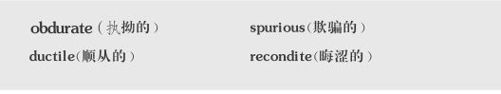 obdurate(执拗的) spurious(欺骗的)
ductile(顺从的) recondite(晦涩的)